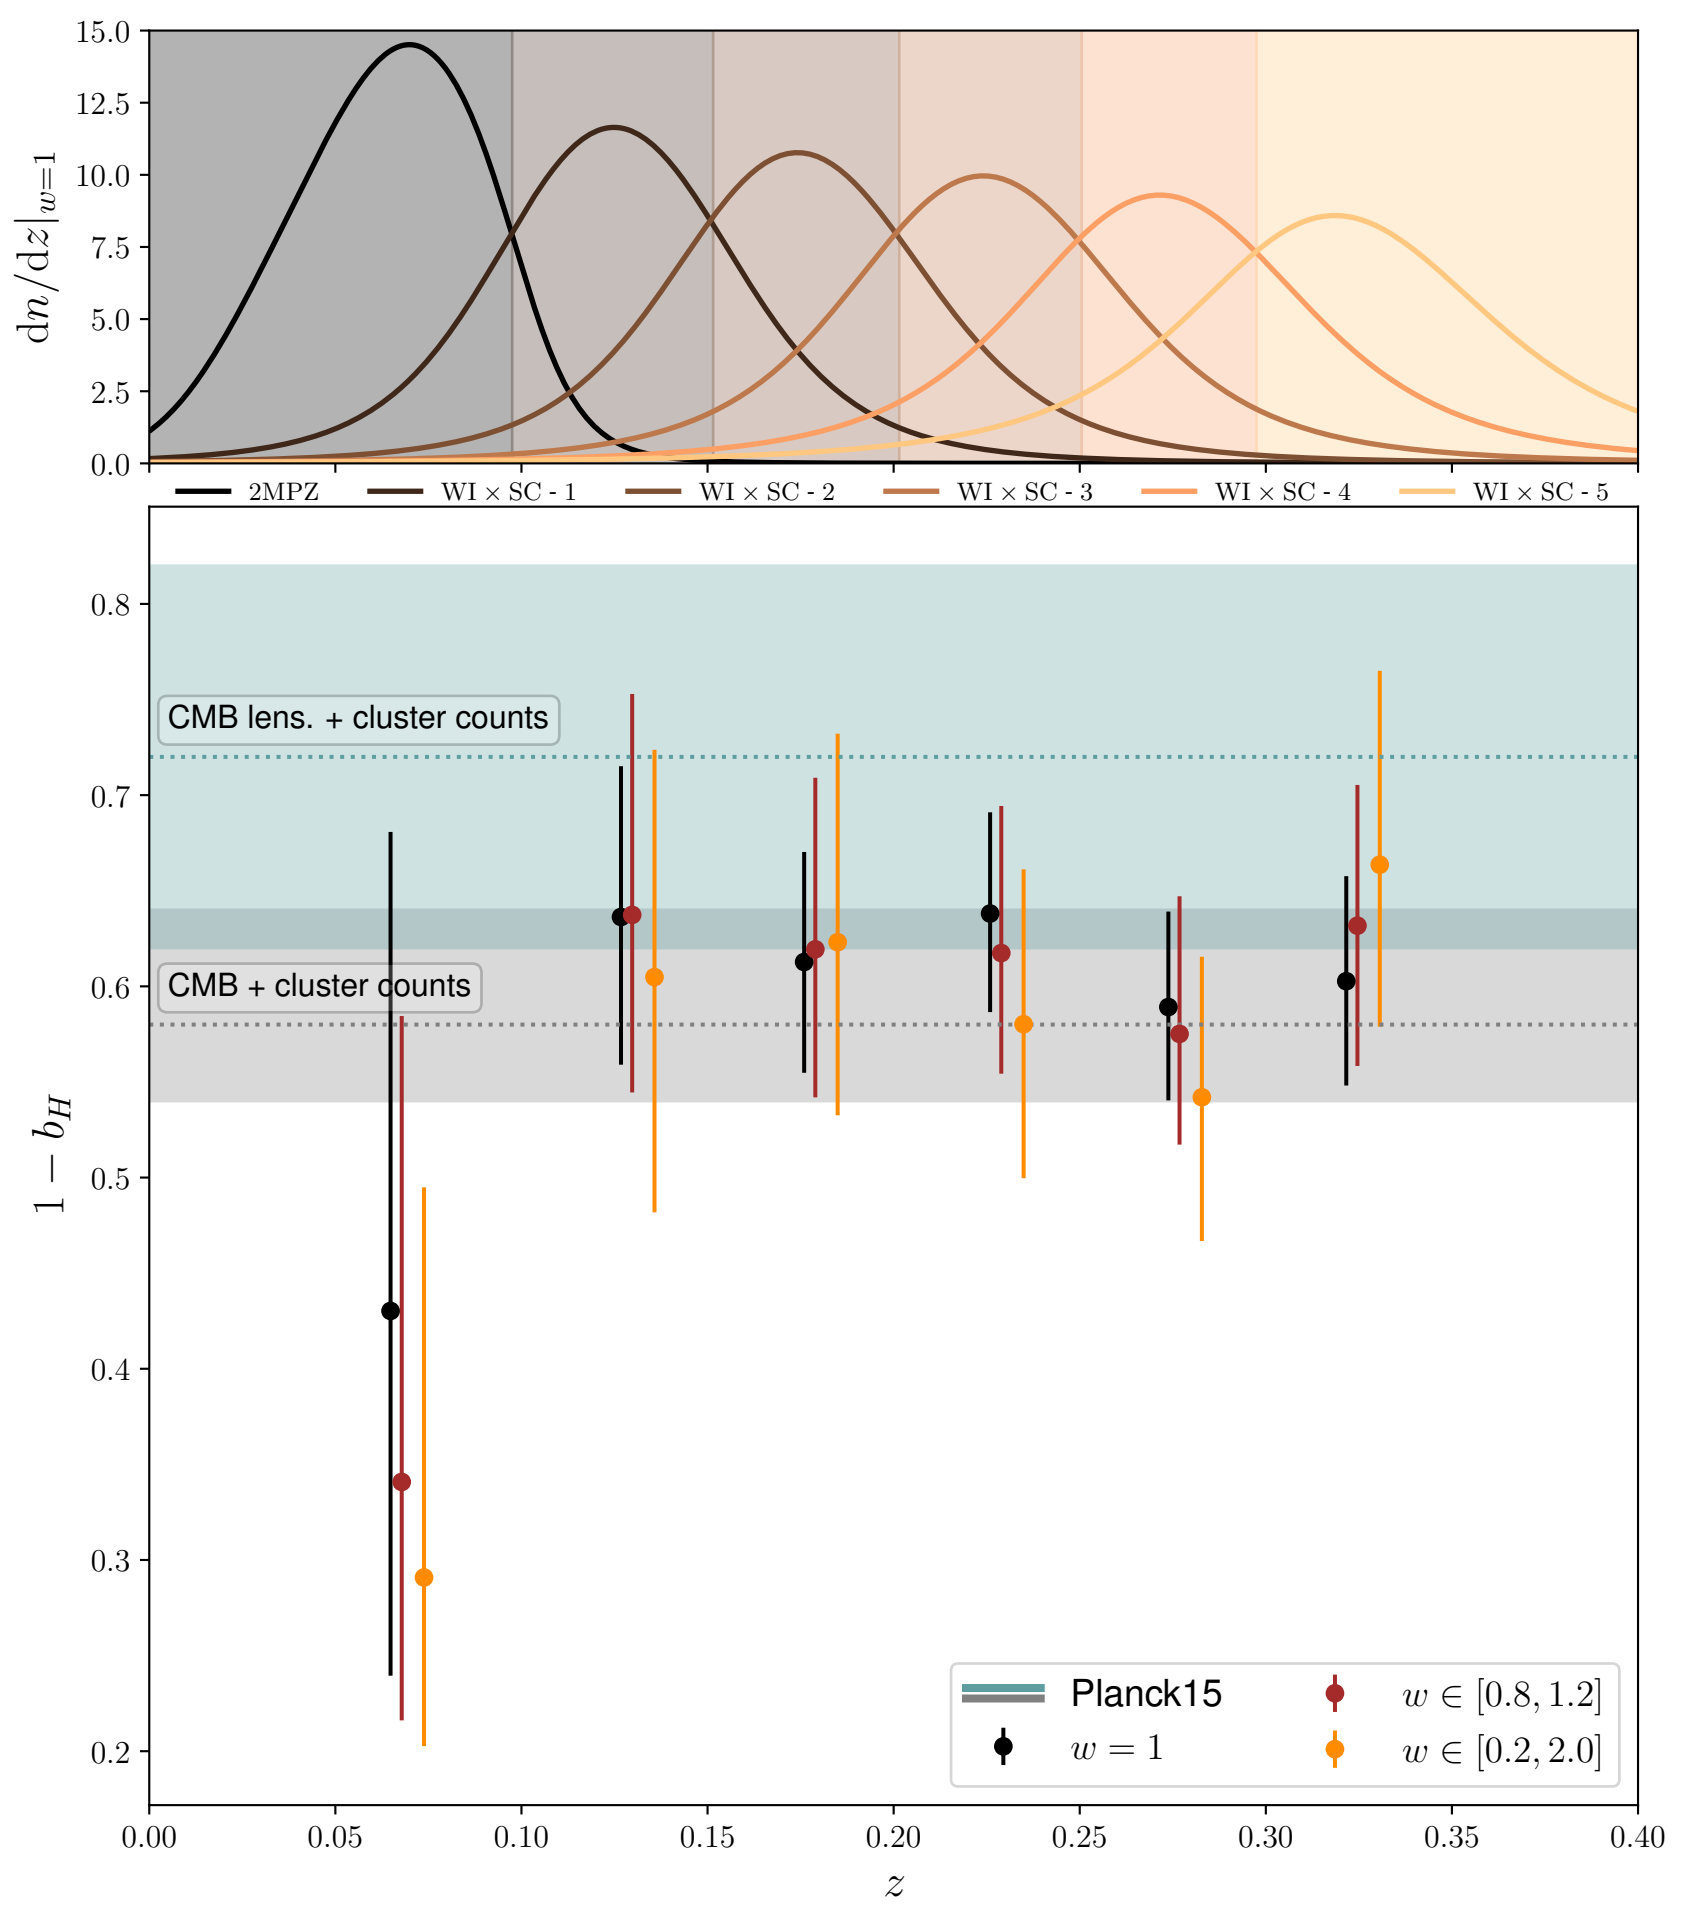 15.0
12.5
10.0
7.5
5.0
2.5
0.0
dn/dz|w=1
2MPZ WI × SC - 1 WI × SC - 2 WI × SC - 3 WI × SC - 4 WI × SC - 5
0.8
CMB lens. + cluster counts
0.7
0.6
CMB + cluster counts
0.5
0.4
0.3
0.2
1 − b_H
Planck15 w ∈ [0.8, 1.2]
w = 1 w ∈ [0.2, 2.0]
0.00 0.05 0.10 0.15 0.20 0.25 0.30 0.35 0.40
z